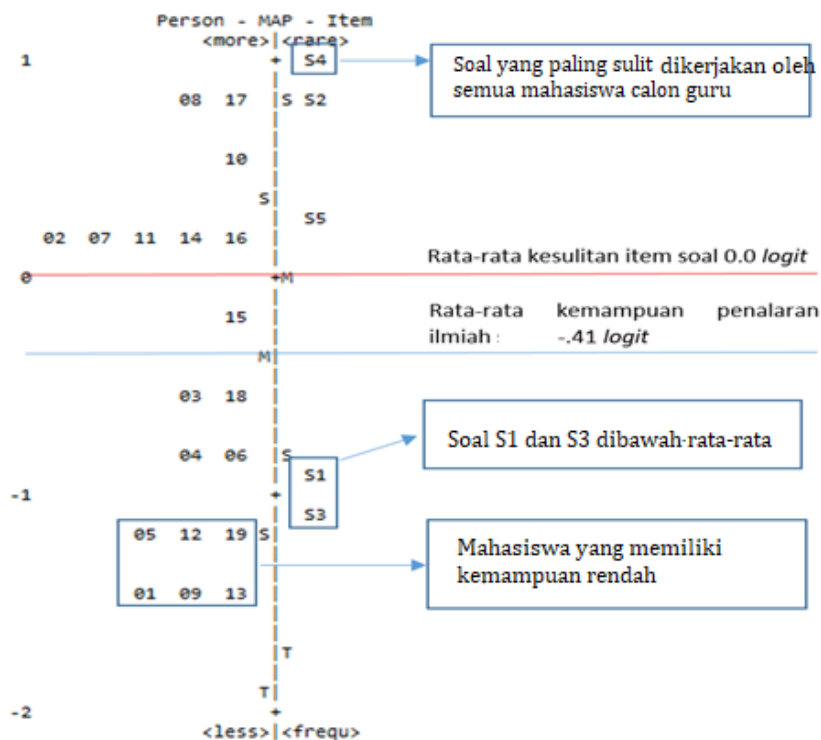 Person - MAP - Item
<more>|<rare>
1 + S4
Soal yang paling sulit dikerjakan oleh
semua mahasiswa calon guru
08 17 |S S2
10
S|
S5
02 07 11 14 16
Rata-rata kesulitan item soal 0.0 logit
0 +M
Rata-rata kemampuan penalaran
15
ilmiah : -.41 logit
M|
03 18
Soal S1 dan S3 dibawah-rata-rata
04 06 |S
S1
-1 +
S3
05 12 19 S|
Mahasiswa yang memiliki
kemampuan rendah
01 09 13
|T
T|
-2 +
<less>|<frequ>